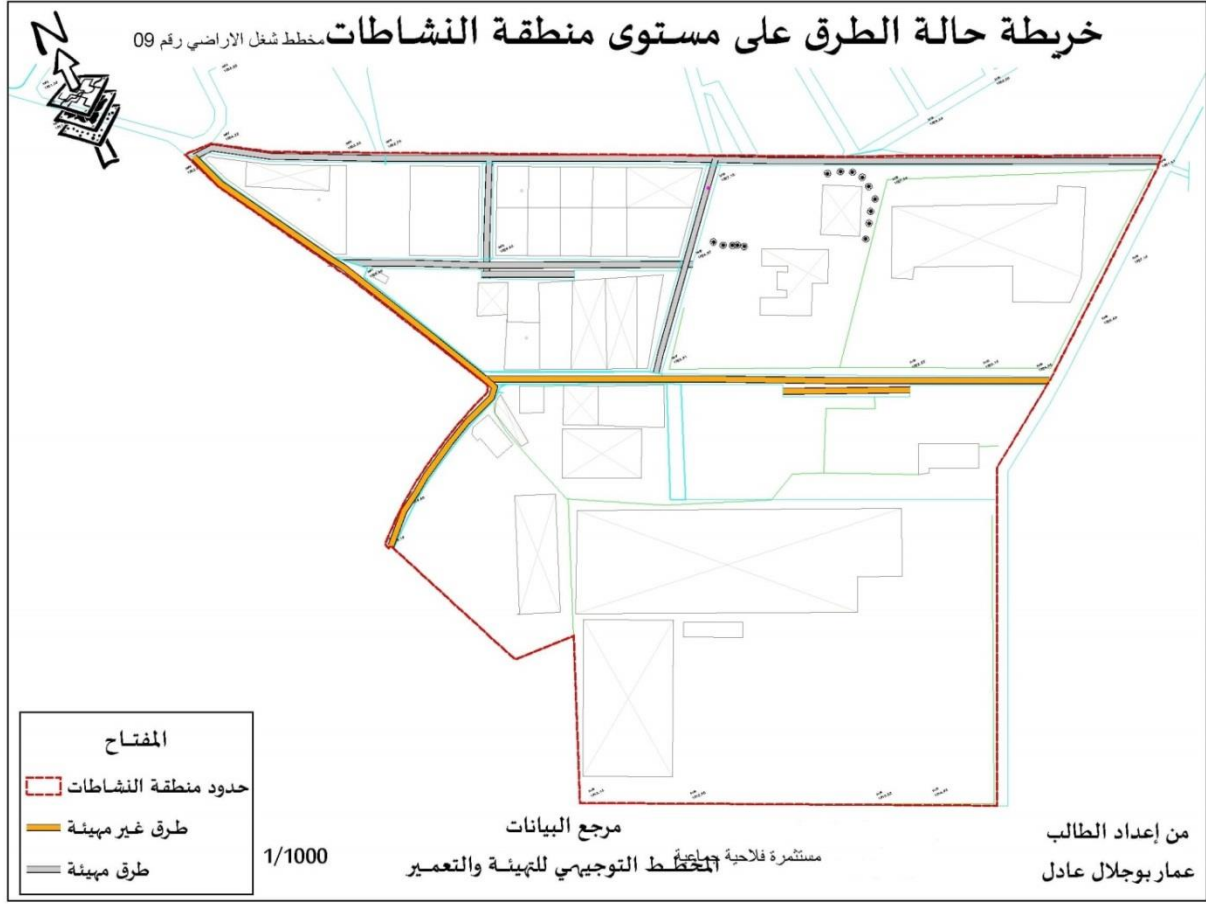 خريطة حالة الطرق على مستوى منطقة النشاطات مخطط شغل الاراضي رقم 09
N
المفتاح
حدود منطقة النشاطات
طرق غير مهيئة
طرق مهيئة
1/1000
مرجع البيانات
المخطط التوجيهي للتهيئة والتعمير
مستثمرة فلاحية جماعية
من إعداد الطالب
عمار بوجلال عادل